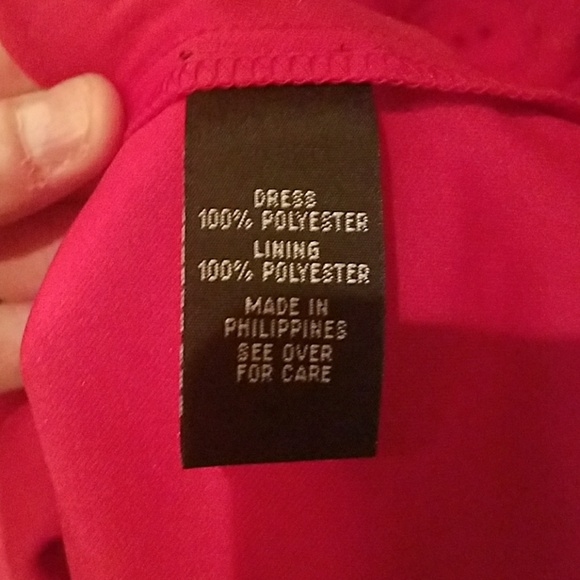 DRESS
100% POLYESTER
LINING
100% POLYESTER
MADE IN
PHILIPPINES
SEE OVER
FOR CARE